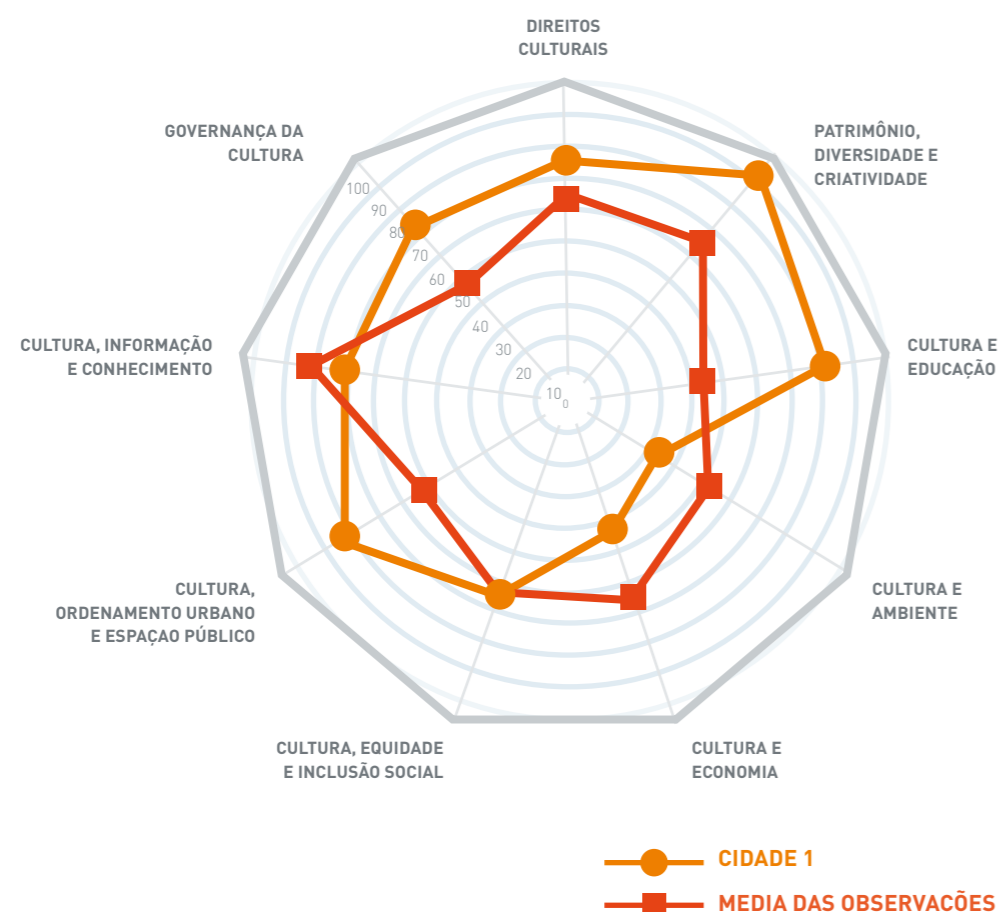 DIREITOS
CULTURAIS
PATRIMÔNIO,
DIVERSIDADE E
CRIATIVIDADE
CULTURA E
EDUCAÇÃO
CULTURA E
AMBIENTE
CULTURA E
ECONOMIA
CULTURA, EQUIDADE
E INCLUSÃO SOCIAL
CULTURA,
ORDENAMENTO URBANO
E ESPAÇAO PÚBLICO
CULTURA, INFORMAÇÃO
E CONHECIMENTO
GOVERNANÇA DA
CULTURA
100
90
80
70
60
50
40
30
20
10
0
CIDADE 1
MEDIA DAS OBSERVACÕES